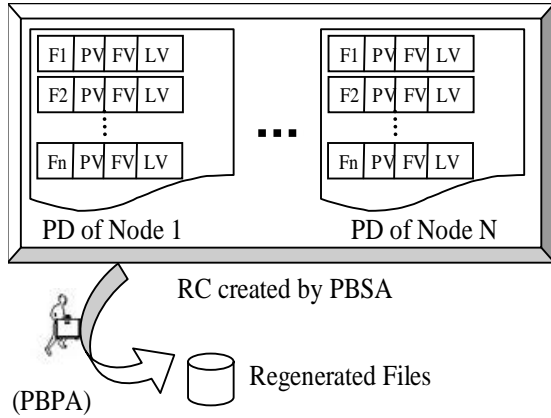 F1 PV FV LV
F2 PV FV LV
Fn PV FV LV
PD of Node 1
F1 PV FV LV
F2 PV FV LV
Fn PV FV LV
PD of Node N
RC created by PBSA
(PBPA)
Regenerated Files